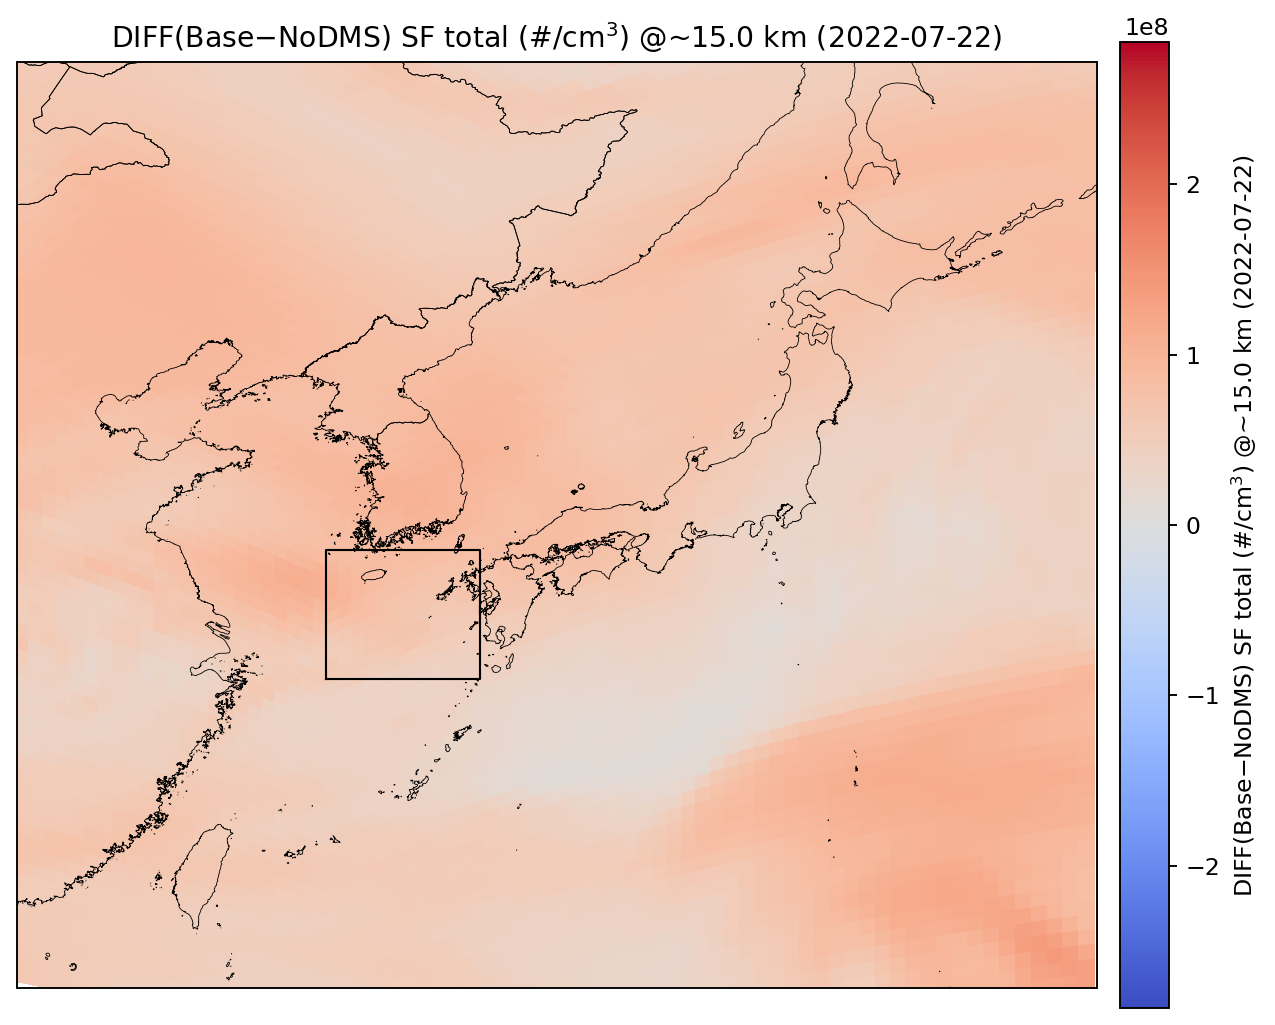 DIFF(Base−NoDMS) SF total (#/cm³) @~15.0 km (2022-07-22)
1e8
2
1
0
−1
−2
DIFF(Base−NoDMS) SF total (#/cm³) @~15.0 km (2022-07-22)